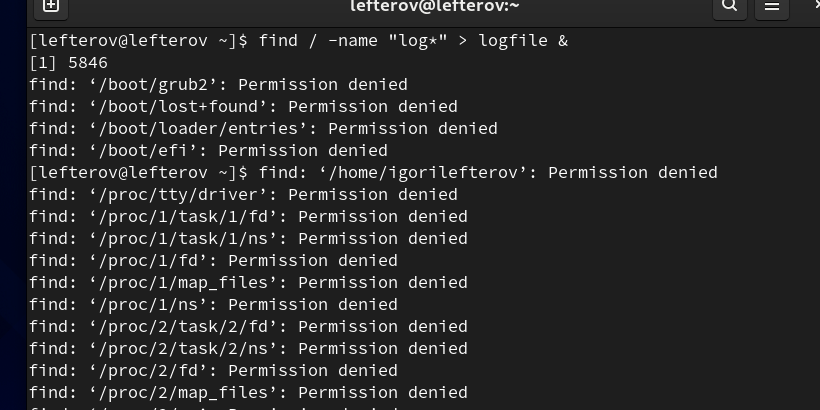 lefterov@lefterov:~
[lefterov@lefterov ~]$ find / -name "log*" > logfile &
[1] 5846
find: ‘/boot/grub2’: Permission denied
find: ‘/boot/lost+found’: Permission denied
find: ‘/boot/loader/entries’: Permission denied
find: ‘/boot/efi’: Permission denied
[lefterov@lefterov ~]$ find: ‘/home/igorilefterov’: Permission denied
find: ‘/proc/tty/driver’: Permission denied
find: ‘/proc/1/task/1/fd’: Permission denied
find: ‘/proc/1/task/1/ns’: Permission denied
find: ‘/proc/1/fd’: Permission denied
find: ‘/proc/1/map_files’: Permission denied
find: ‘/proc/1/ns’: Permission denied
find: ‘/proc/2/task/2/fd’: Permission denied
find: ‘/proc/2/task/2/ns’: Permission denied
find: ‘/proc/2/fd’: Permission denied
find: ‘/proc/2/map_files’: Permission denied